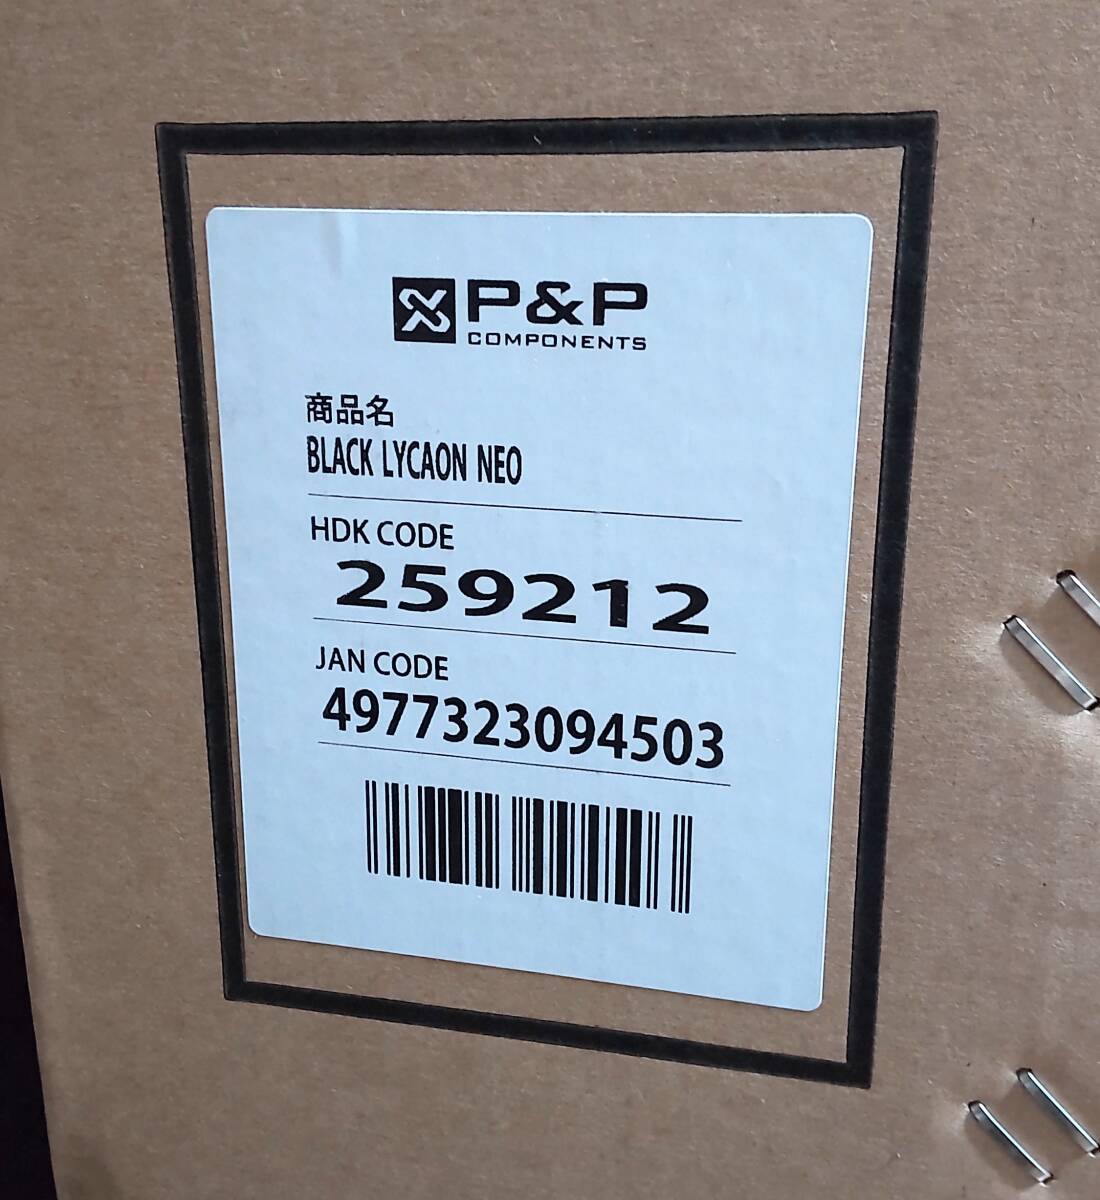 P&P
COMPONENTS
商品名
BLACK LYCAON NEO
HDK CODE
259212
JAN CODE
4977323094503